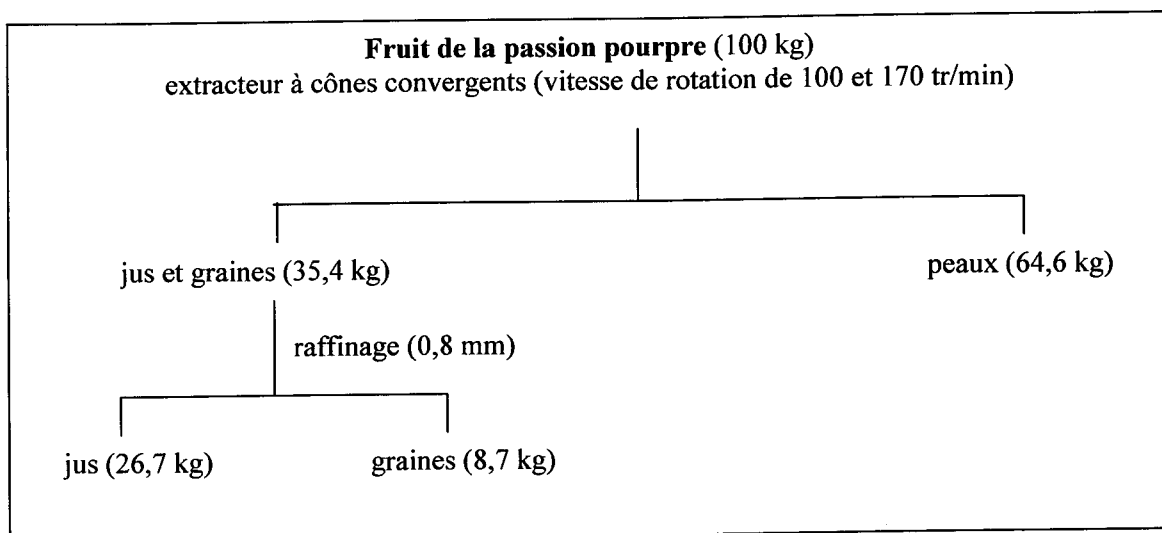 Fruit de la passion pourpre (100 kg)
extracteur à cônes convergents (vitesse de rotation de 100 et 170 tr/min)
jus et graines (35,4 kg)
peaux (64,6 kg)
raffinage (0,8 mm)
jus (26,7 kg)
graines (8,7 kg)